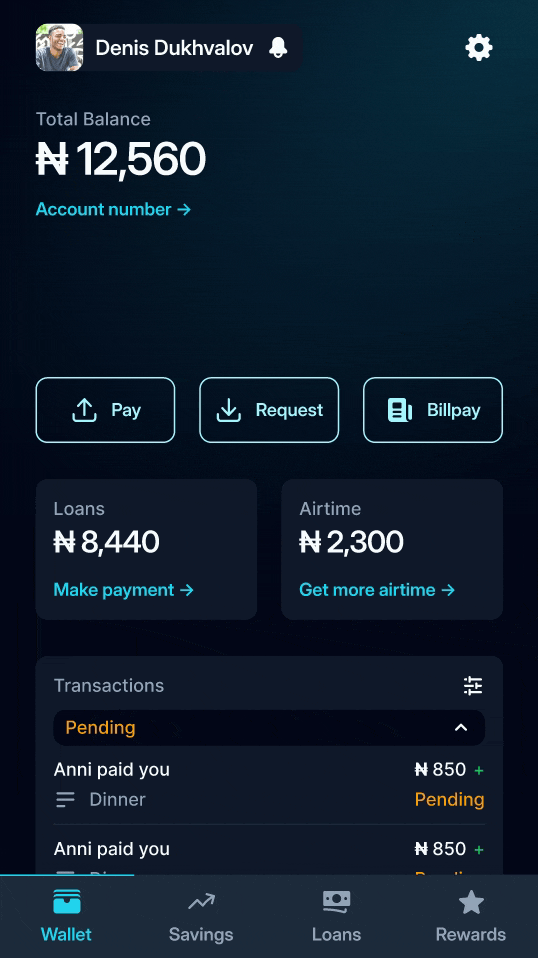 Denis Dukhvalov
Total Balance
₦ 12,560
Account number →
Pay
Request
Billpay
Loans
₦ 8,440
Make payment →
Airtime
₦ 2,300
Get more airtime →
Transactions
Pending
Anni paid you ₦ 850 +
Dinner Pending
Anni paid you ₦ 850 +
Wallet
Savings
Loans
Rewards